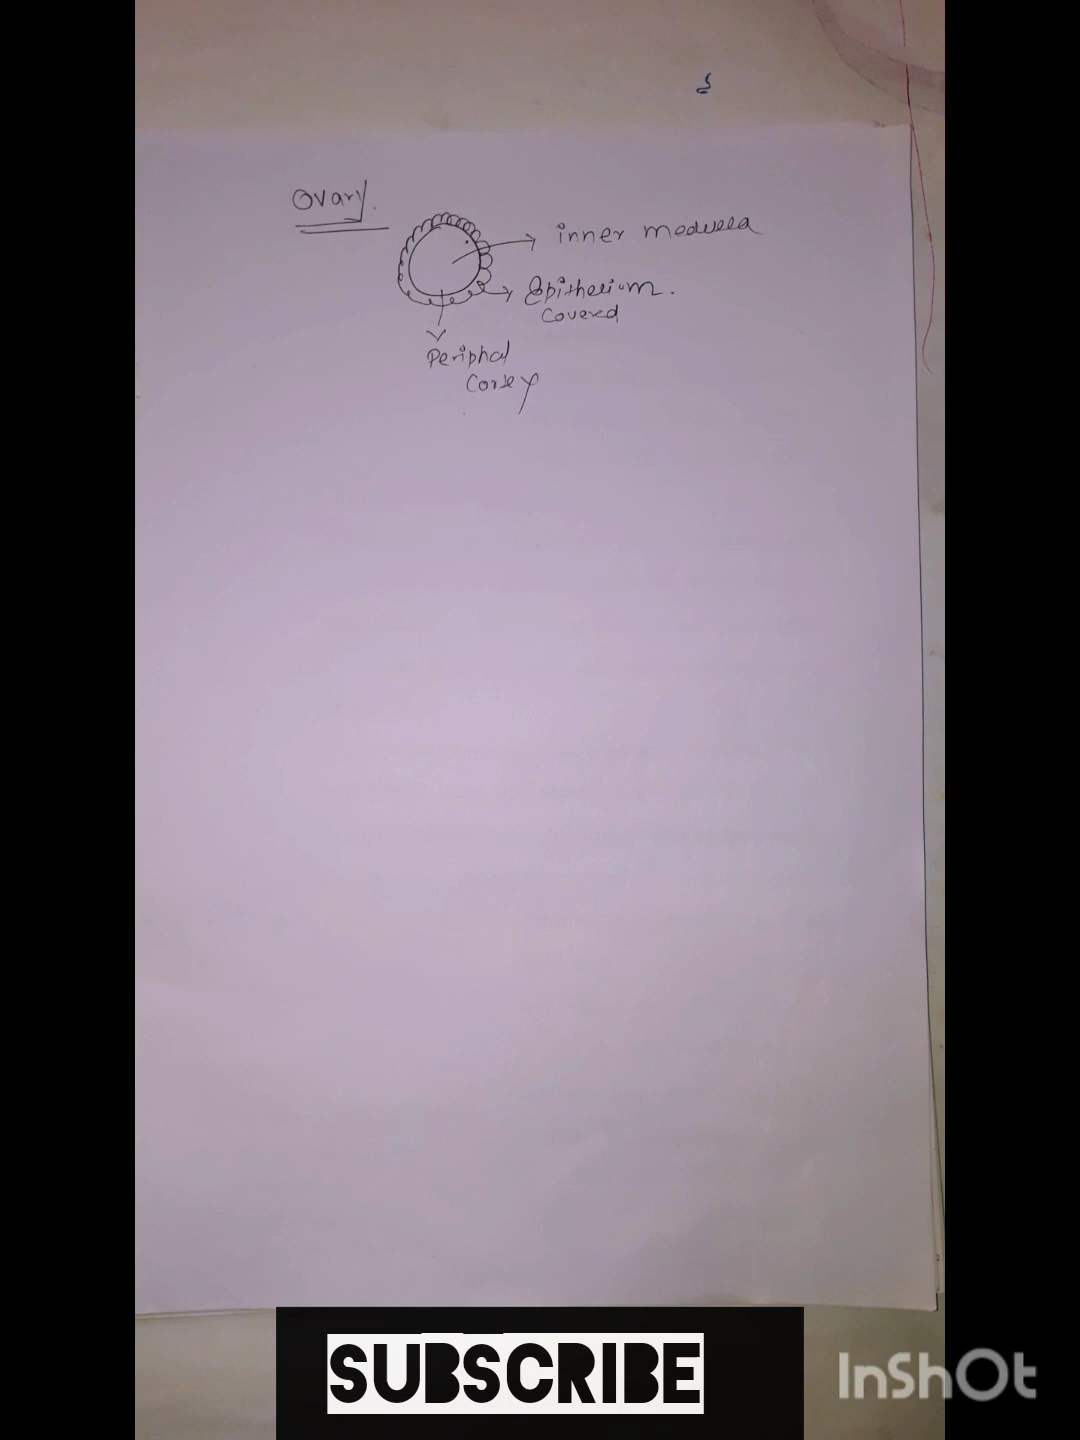 Ovary.
inner medulla
Epithelium.
covered
Periphal
Cortex
SUBSCRIBE
InShOt